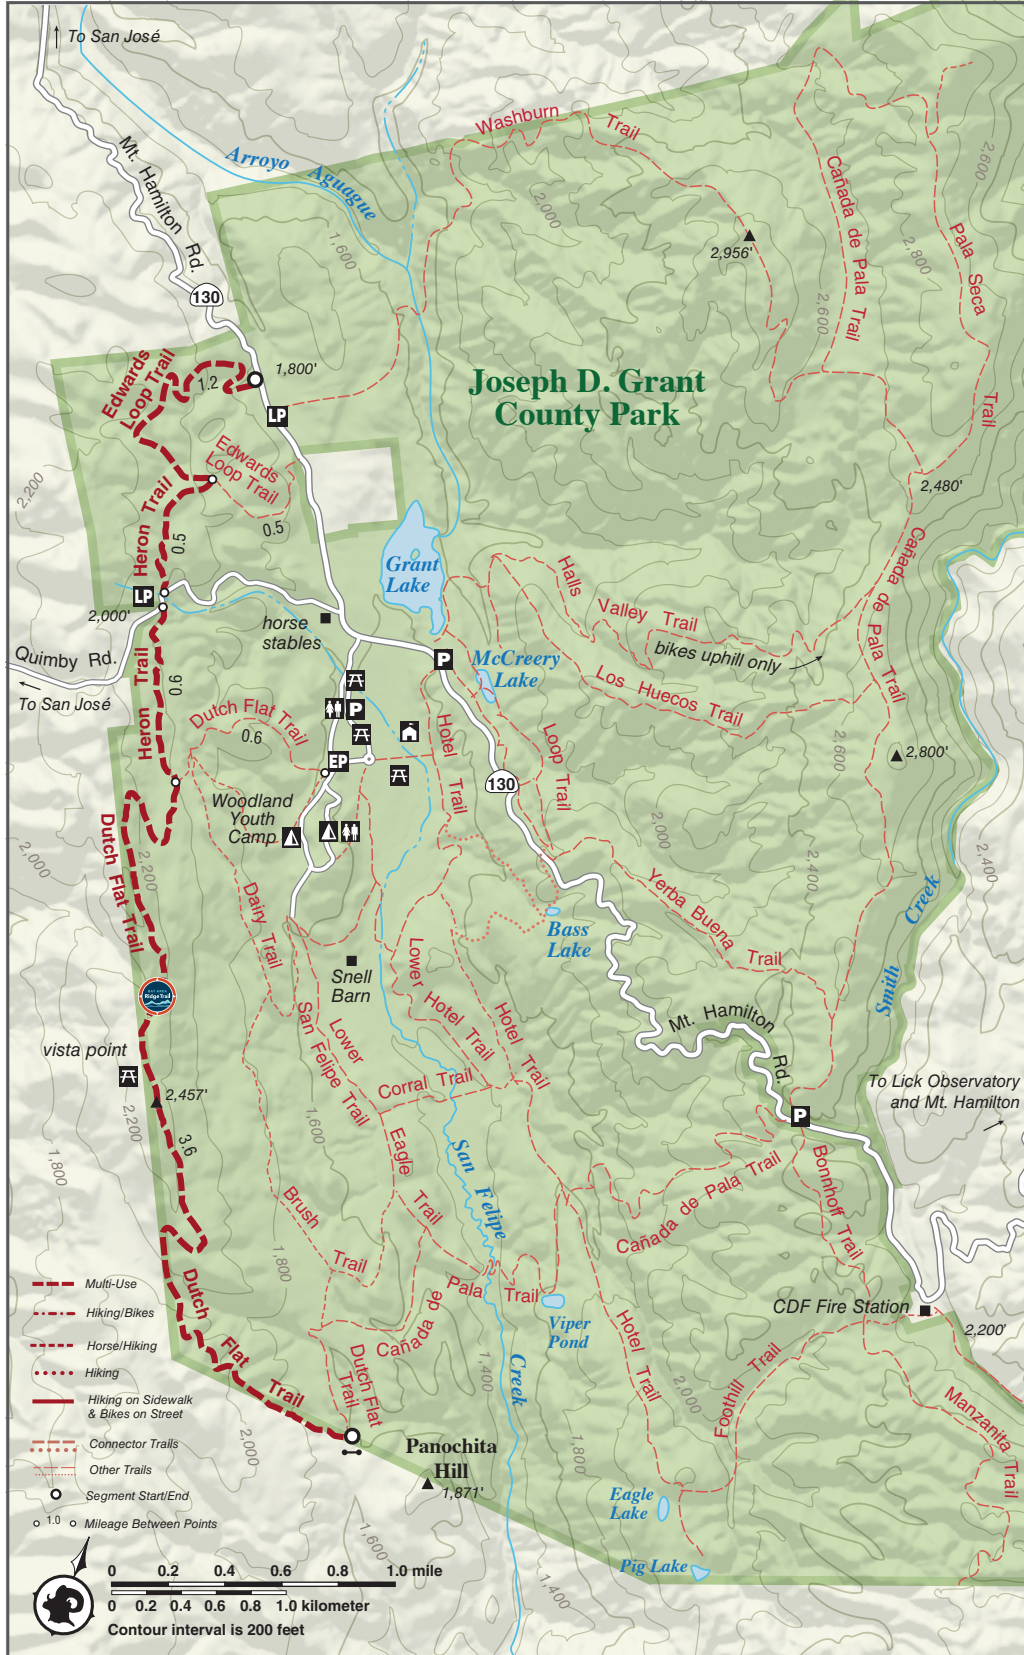 To San José
Mt. Hamilton Rd.
130
Arroyo Aguague
Washburn Trail
2,000'
1,600'
2,956'
Cañada de Pala Trail
2,600'
2,800'
2,600'
Pala Seca Trail
Joseph D. Grant
County Park
Edwards
Loop Trail
1.2
1,800'
LP
Edwards
Loop Trail
0.5
2,200'
Heron Trail
0.5
2,480'
Cañada de Pala Trail
Grant
Lake
Halls Valley Trail
bikes uphill only
LP
2,000'
horse
stables
Quimby Rd.
To San José
P
McCreery
Lake
Los Huecos Trail
Heron Trail
0.6
Dutch Flat Trail
0.6
P
Hotel Trail
Loop Trail
2,600'
2,800'
EP
130
Woodland
Youth
Camp
2,000'
2,400'
2,400'
2,000'
2,200'
Dutch Flat Trail
Dairy Trail
Yerba Buena Trail
Bass
Lake
Smith Creek
Snell
Barn
Lower Hotel Trail
Hotel Trail
BAY AREA
Ridge Trail
Mt. Hamilton Rd.
vista point
San Felipe Trail
Lower
Corral Trail
To Lick Observatory
and Mt. Hamilton
2,457'
2,200'
1,600'
P
3.6
1,800'
Eagle Trail
San Felipe Creek
Cañada de Pala Trail
Bonnhoff Trail
Brush Trail
1,800'
Cañada de Pala Trail
Viper
Pond
CDF Fire Station
2,200'
Dutch Flat Trail
Dutch Flat
Trail
1,400'
Hotel Trail
2,000'
Foothill Trail
Manzanita Trail
Multi-Use
Hiking/Bikes
Horse/Hiking
Hiking
Hiking on Sidewalk
& Bikes on Street
Connector Trails
Other Trails
Segment Start/End
1.0 Mileage Between Points
2,000'
Panochita
Hill
1,871'
1,800'
Eagle
Lake
Pig Lake
1,600'
1,400'
0 0.2 0.4 0.6 0.8 1.0 mile
0 0.2 0.4 0.6 0.8 1.0 kilometer
Contour interval is 200 feet